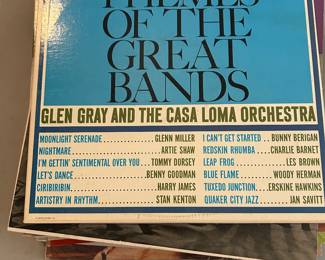 THEMES
OF THE
GREAT
BANDS
GLEN GRAY AND THE CASA LOMA ORCHESTRA
MOONLIGHT SERENADE . . . . GLENN MILLER
NIGHTMARE . . . . ARTIE SHAW
I'M GETTIN' SENTIMENTAL OVER YOU . . TOMMY DORSEY
LET'S DANCE . . . . BENNY GOODMAN
CIRIBIRIBIN . . . . HARRY JAMES
ARTISTRY IN RHYTHM . . . . STAN KENTON
I CAN'T GET STARTED . . BUNNY BERIGAN
REDSKIN RHUMBA . . CHARLIE BARNET
LEAP FROG . . . . LES BROWN
BLUE FLAME . . . . WOODY HERMAN
TUXEDO JUNCTION . . ERSKINE HAWKINS
QUAKER CITY JAZZ . . . . JAN SAVITT